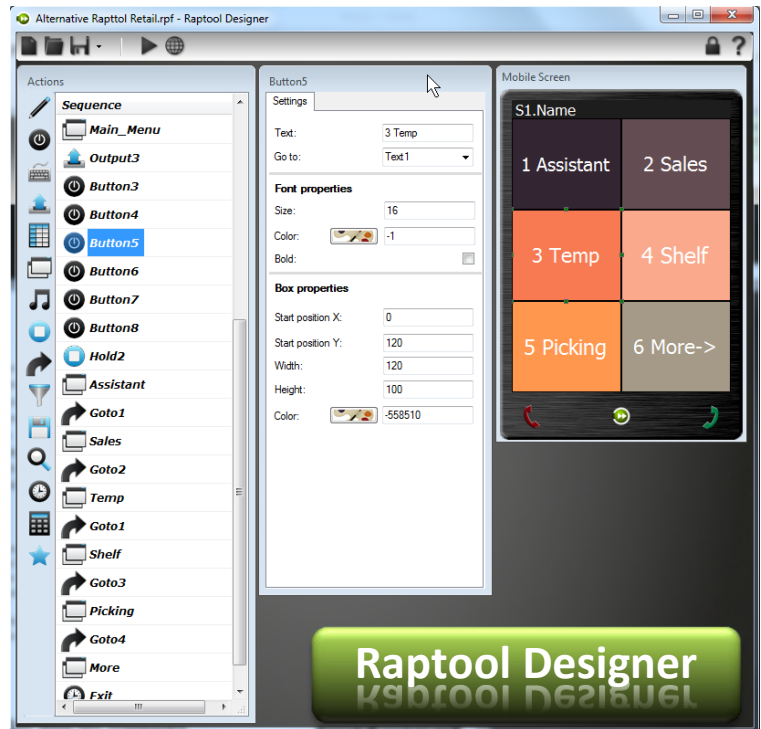 Alternative Rapttol Retail.rpf - Raptool Designer
?
Actions
Sequence
Main_Menu
Output3
Button3
Button4
Button5
Button6
Button7
Button8
Hold2
Assistant
Goto1
Sales
Goto2
Temp
Goto1
Shelf
Goto3
Picking
Goto4
More
Exit
Button5
Settings
Text: 3 Temp
Go to: Text1
Font properties
Size: 16
Color: -1
Bold:
Box properties
Start position X: 0
Start position Y: 120
Width: 120
Height: 100
Color: -558510
Mobile Screen
S1.Name
1 Assistant 2 Sales
3 Temp 4 Shelf
5 Picking 6 More->
Raptool Designer